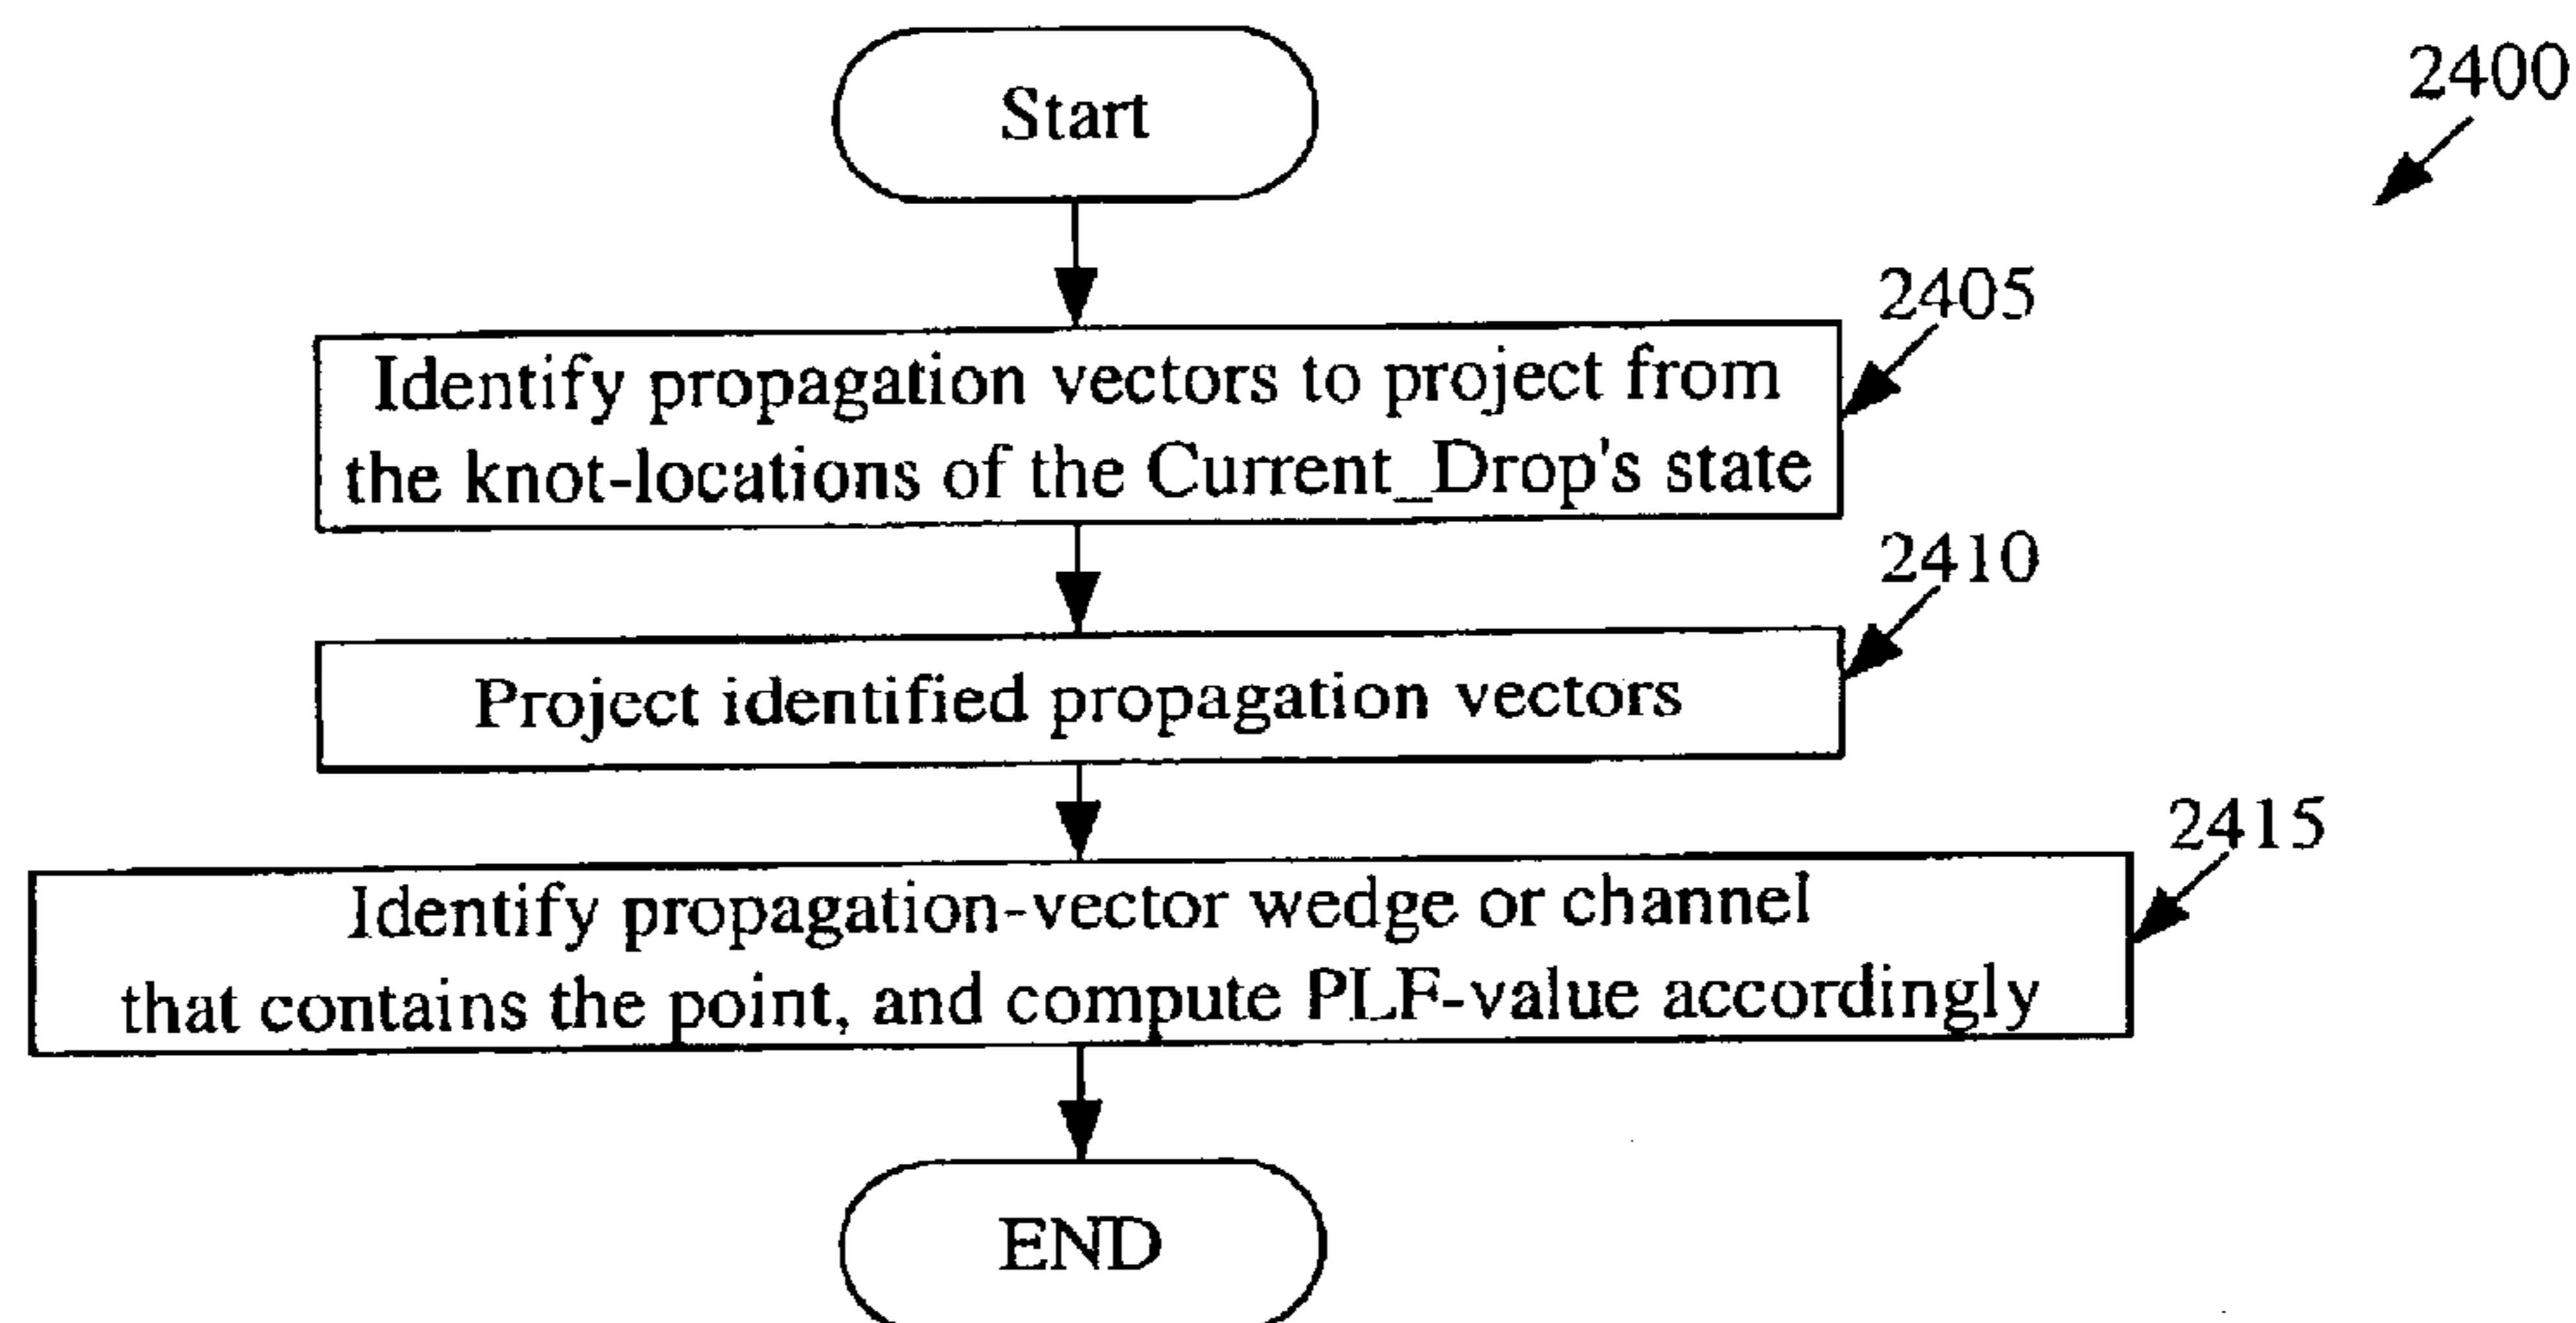 Start
2400
2405
Identify propagation vectors to project from
the knot-locations of the Current_Drop's state
2410
Project identified propagation vectors
2415
Identify propagation-vector wedge or channel
that contains the point, and compute PLF-value accordingly
END